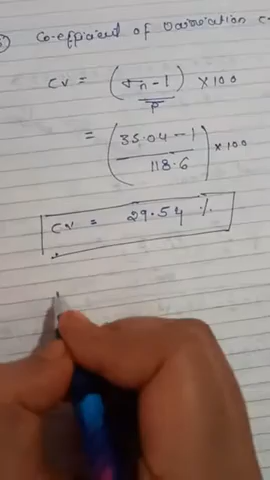 Co-efficient of variation C
CV = (σn-1 / P) × 100
= (35.04 - 1 / 118.6) × 100
CV = 29.54 %